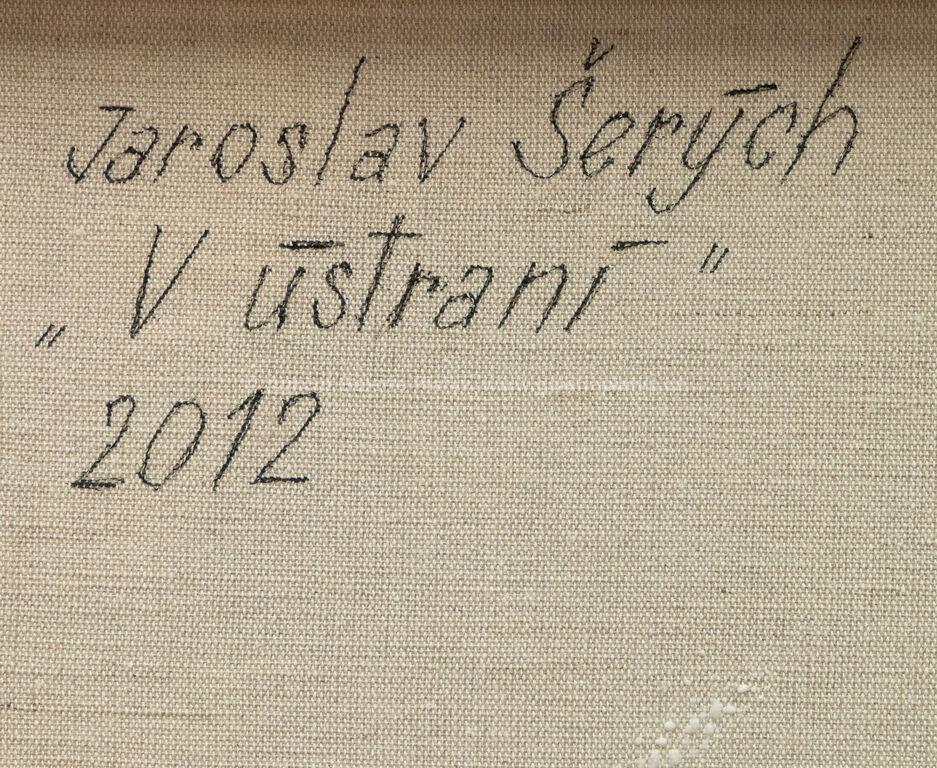 Jaroslav Šerých
„V ústraní"
2012